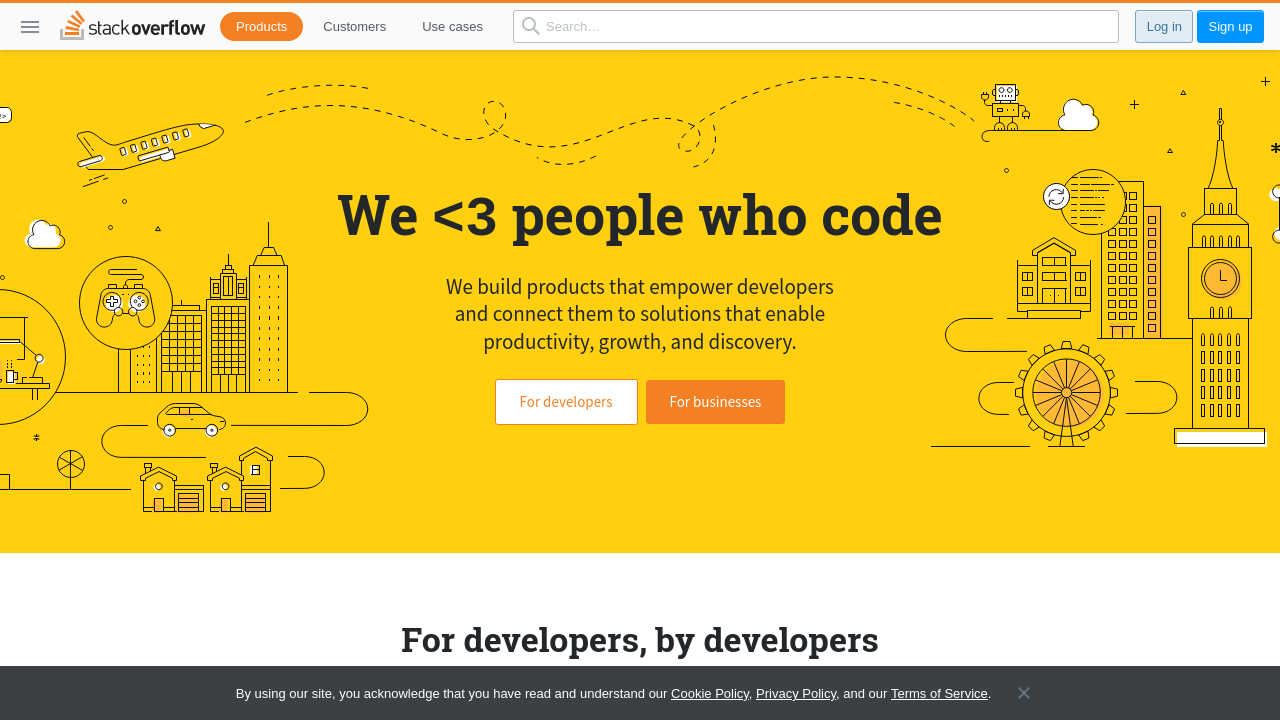 stackoverflow
Products
Customers
Use cases
Search…
Log in
Sign up
We <3 people who code
We build products that empower developers
and connect them to solutions that enable
productivity, growth, and discovery.
For developers
For businesses
For developers, by developers
By using our site, you acknowledge that you have read and understand our Cookie Policy, Privacy Policy, and our Terms of Service.